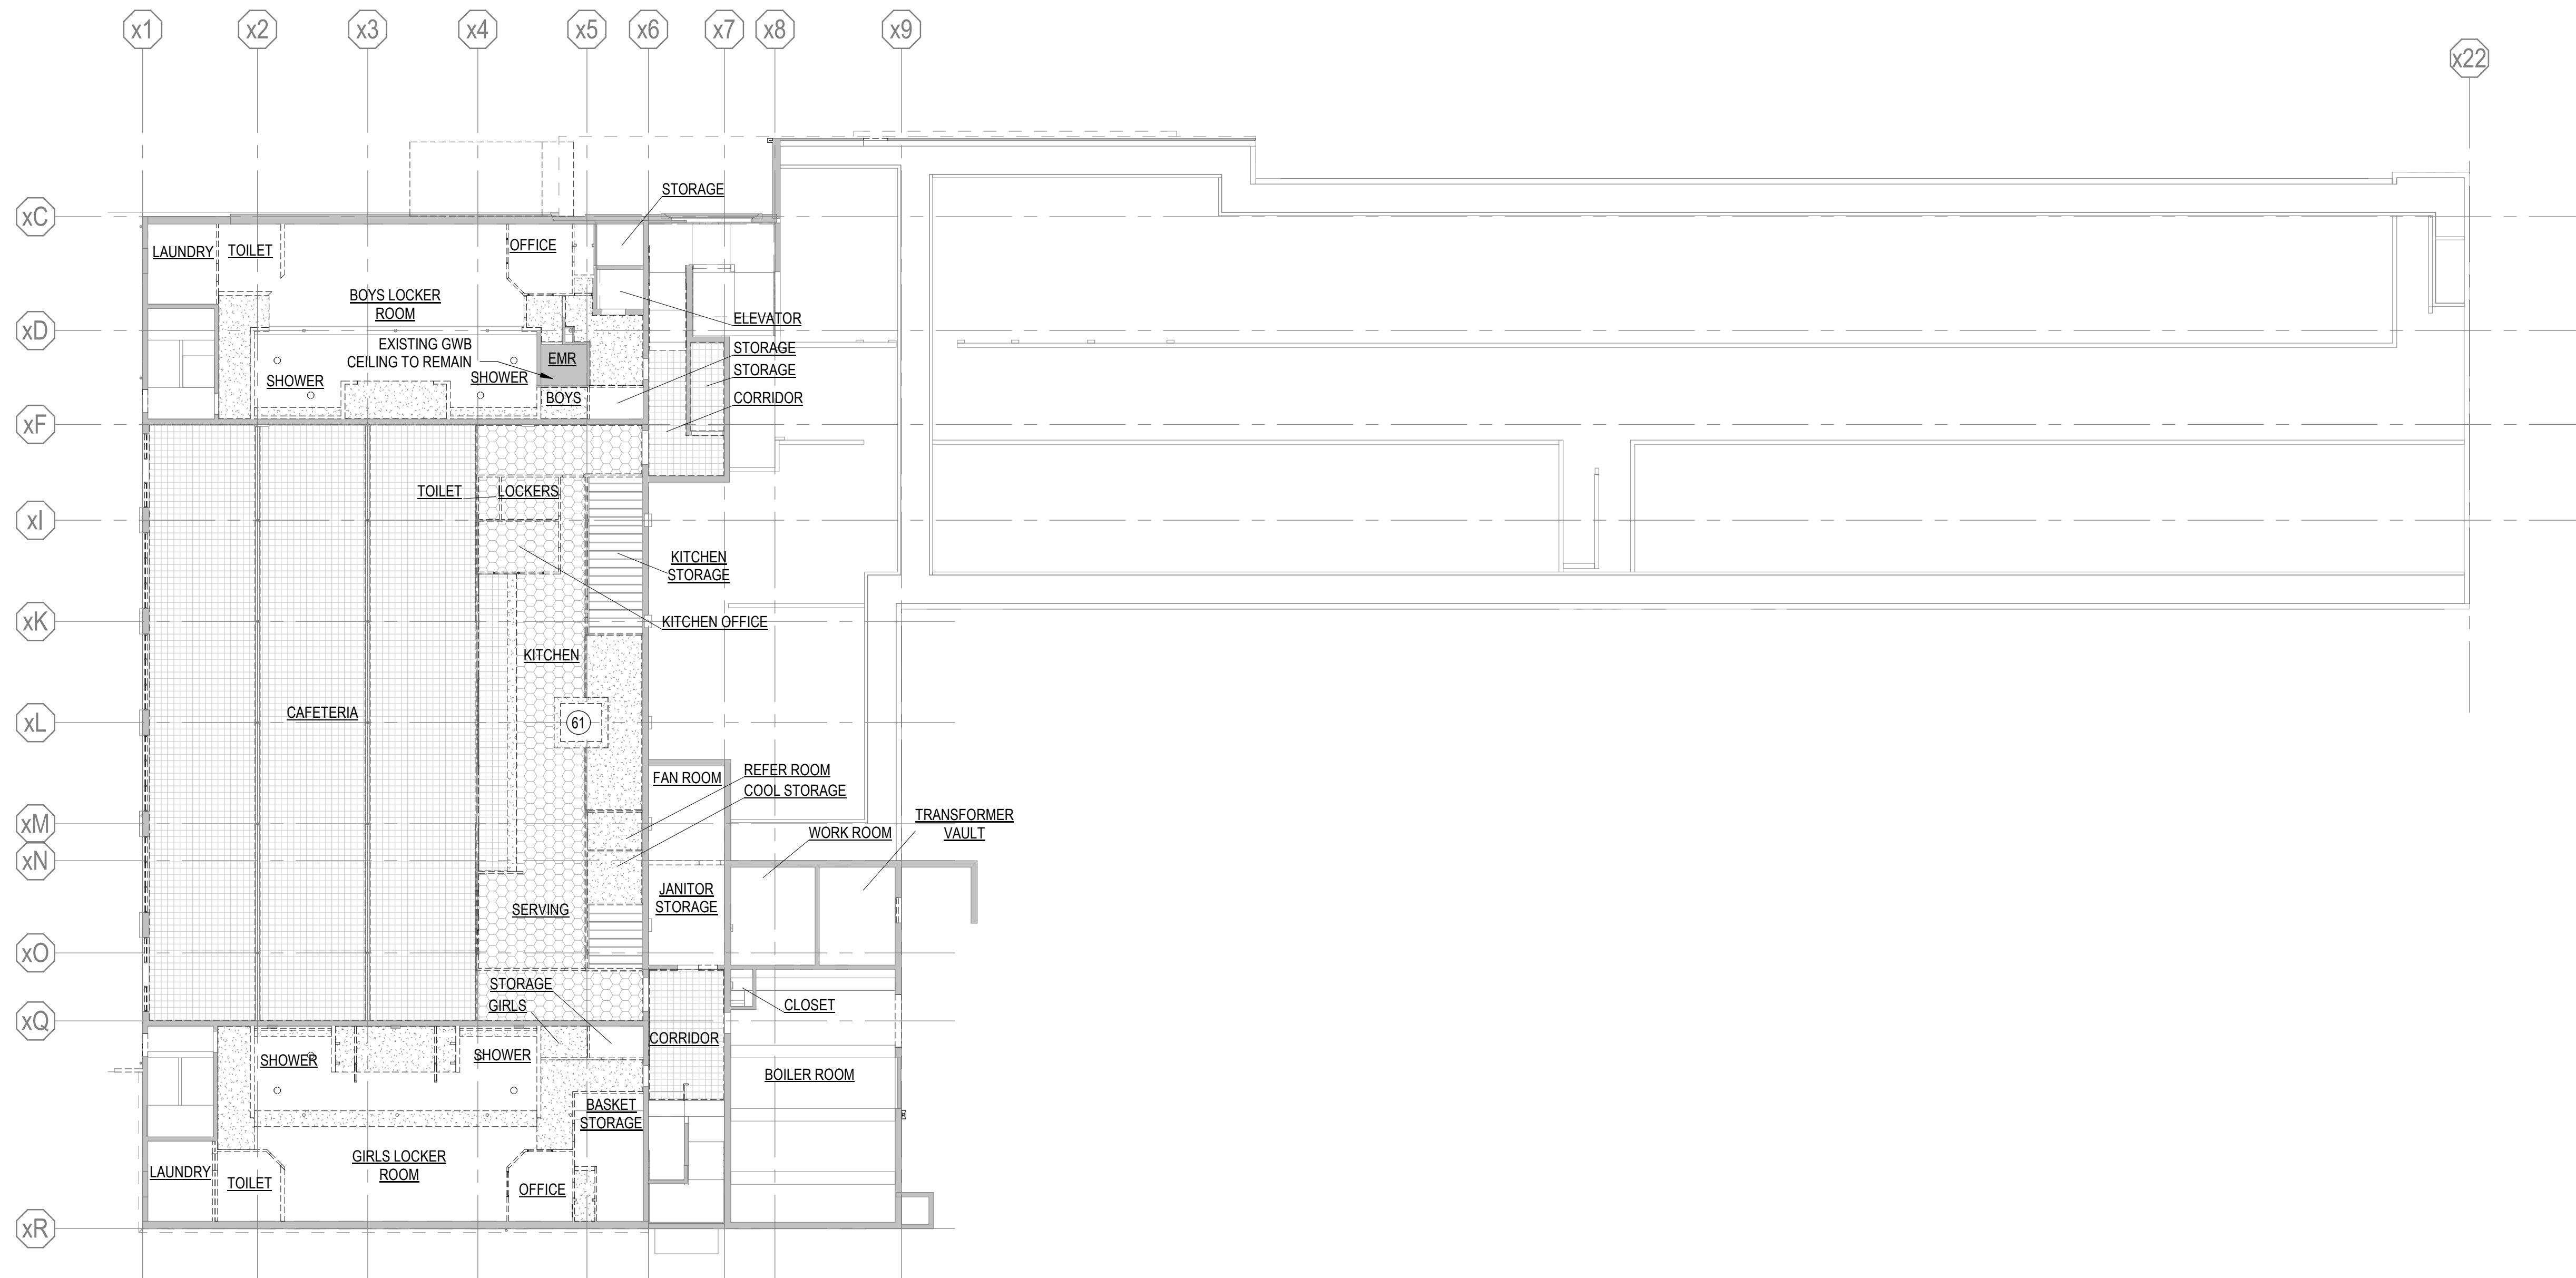 x1
x2
x3
x4
x5
x6
x7
x8
x9
x22
STORAGE
xC
LAUNDRY
TOILET
OFFICE
BOYS LOCKER
ROOM
ELEVATOR
xD
EXISTING GWB
CEILING TO REMAIN
EMR
STORAGE
STORAGE
SHOWER
SHOWER
BOYS
CORRIDOR
xF
TOILET
LOCKERS
xI
KITCHEN
STORAGE
xK
KITCHEN OFFICE
KITCHEN
CAFETERIA
xL
61
FAN ROOM
REFER ROOM
COOL STORAGE
xM
WORK ROOM
TRANSFORMER
VAULT
xN
JANITOR
STORAGE
SERVING
xO
STORAGE
GIRLS
CLOSET
xQ
CORRIDOR
SHOWER
SHOWER
BOILER ROOM
BASKET
STORAGE
GIRLS LOCKER
ROOM
LAUNDRY
TOILET
OFFICE
xR